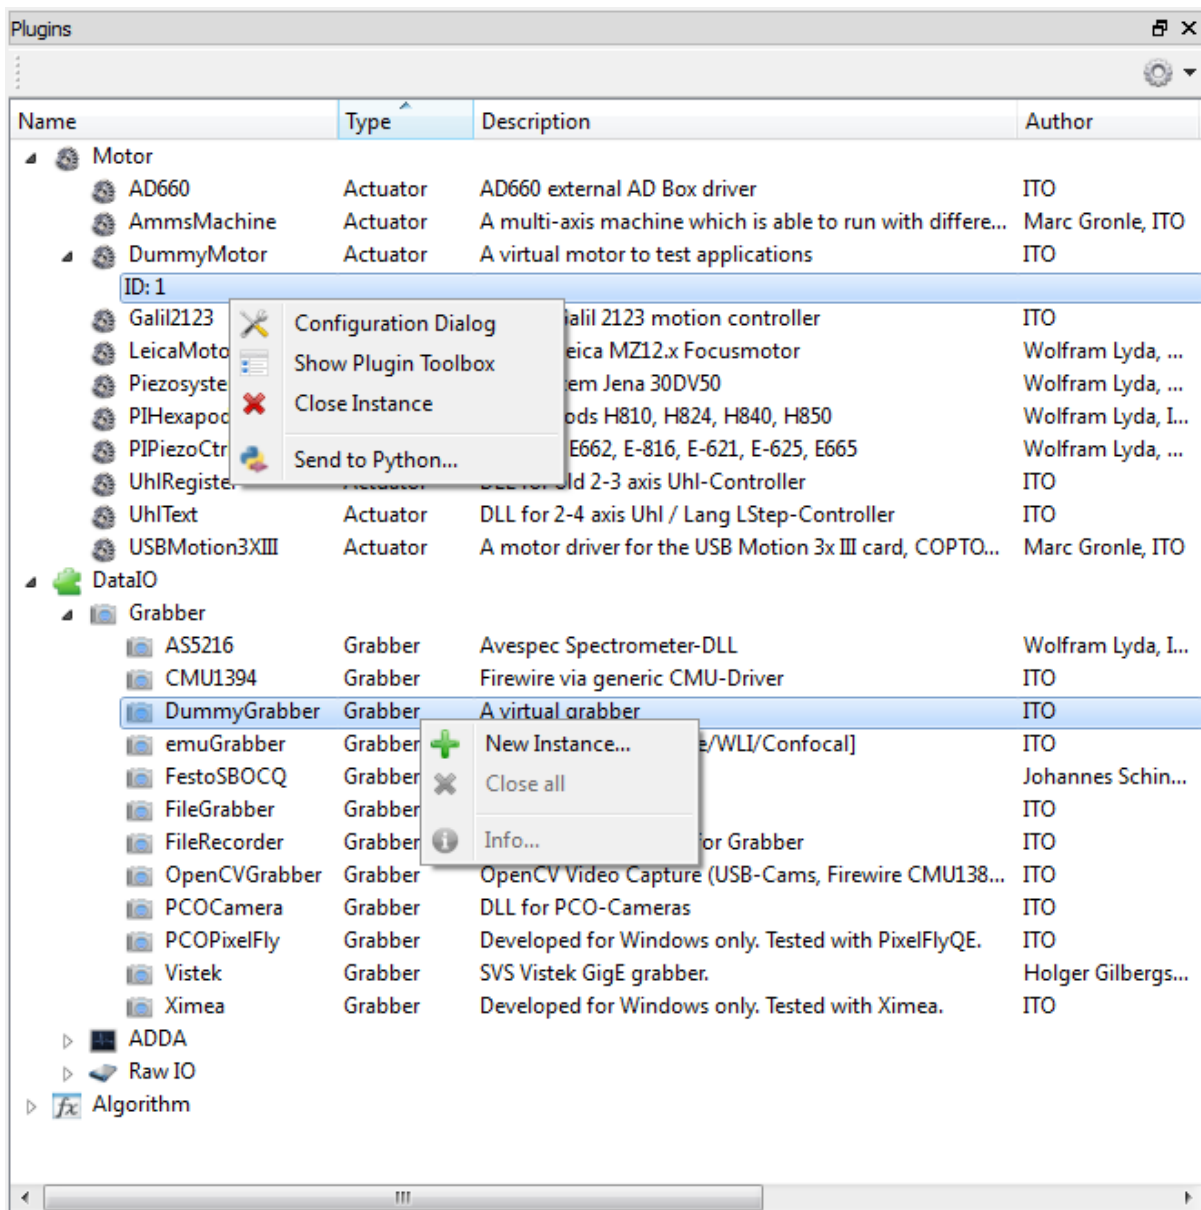 Plugins
Name Type Description Author
Motor
AD660 Actuator AD660 external AD Box driver ITO
AmmsMachine Actuator A multi-axis machine which is able to run with differe... Marc Gronle, ITO
DummyMotor Actuator A virtual motor to test applications ITO
ID: 1
Galil2123 Galil 2123 motion controller ITO
Configuration Dialog
LeicaMoto eica MZ12.x Focusmotor Wolfram Lyda, ...
Show Plugin Toolbox
Piezosyste em Jena 30DV50 Wolfram Lyda, ...
Close Instance
PIHexapod ods H810, H824, H840, H850 Wolfram Lyda, I...
PIPiezoCtr E662, E-816, E-621, E-625, E665 Wolfram Lyda, ...
Send to Python...
UhlRegister Actuator DLL for old 2-3 axis Uhl-Controller ITO
UhlText Actuator DLL for 2-4 axis Uhl / Lang LStep-Controller ITO
USBMotion3XIII Actuator A motor driver for the USB Motion 3x III card, COPTO... Marc Gronle, ITO
DataIO
Grabber
AS5216 Grabber Avespec Spectrometer-DLL Wolfram Lyda, I...
CMU1394 Grabber Firewire via generic CMU-Driver ITO
DummyGrabber Grabber A virtual grabber ITO
emuGrabber Grabber e/WLI/Confocal] ITO
New Instance...
FestoSBOCQ Grabber Johannes Schin...
Close all
FileGrabber Grabber ITO
FileRecorder Grabber or Grabber ITO
Info...
OpenCVGrabber Grabber OpenCV Video Capture (USB-Cams, Firewire CMU138... ITO
PCOCamera Grabber DLL for PCO-Cameras ITO
PCOPixelFly Grabber Developed for Windows only. Tested with PixelFlyQE. ITO
Vistek Grabber SVS Vistek GigE grabber. Holger Gilbergs...
Ximea Grabber Developed for Windows only. Tested with Ximea. ITO
ADDA
Raw IO
Algorithm